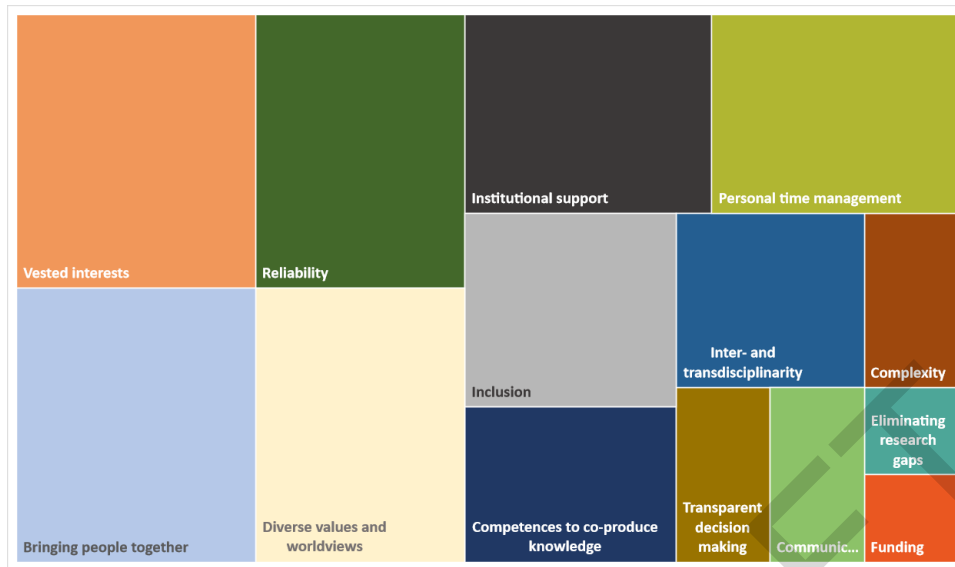 Institutional support
Personal time management
Vested interests
Reliability
Inter- and
transdisciplinarity
Complexity
Inclusion
Eliminating
research
gaps
Bringing people together
Diverse values and
worldviews
Competences to co-produce
knowledge
Transparent
decision
making
Communic...
Funding